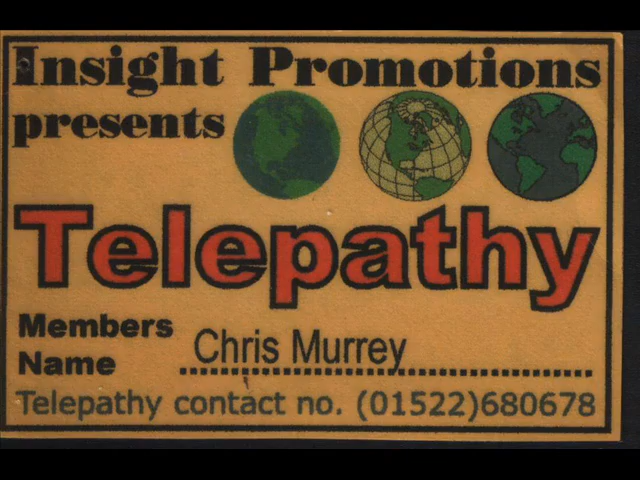 Insight Promotions
presents
Telepathy
Members
Name Chris Murrey
Telepathy contact no. (01522)680678